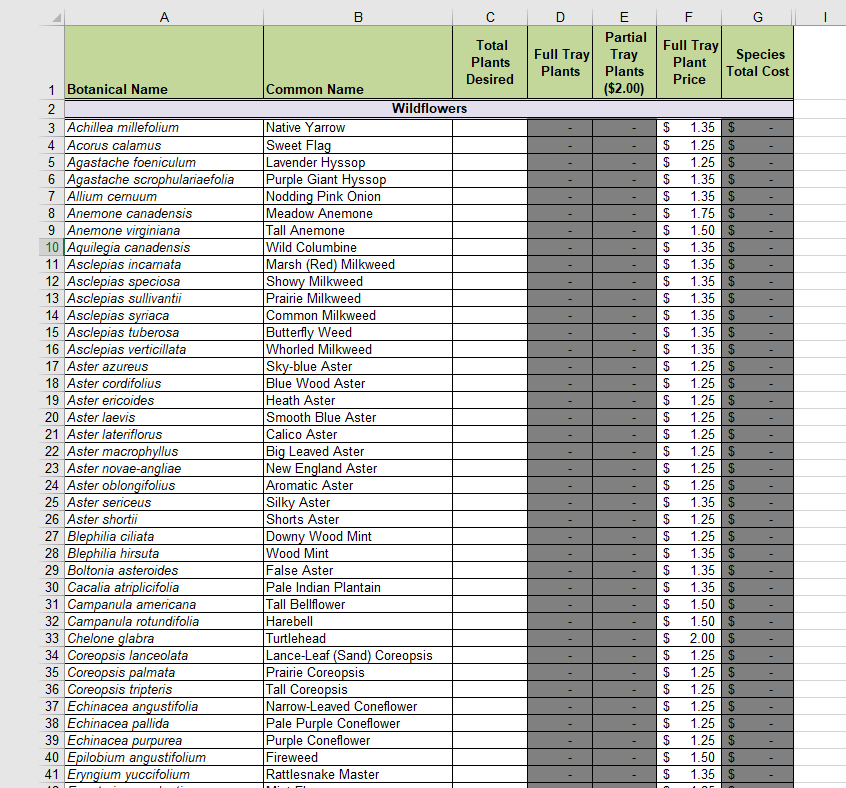 A B C D E F G I
1 Botanical Name Common Name Total Plants Desired Full Tray Plants Partial Tray Plants ($2.00) Full Tray Plant Price Species Total Cost
2 Wildflowers
3 Achillea millefolium Native Yarrow - - $ 1.35 $ -
4 Acorus calamus Sweet Flag - - $ 1.25 $ -
5 Agastache foeniculum Lavender Hyssop - - $ 1.25 $ -
6 Agastache scrophulariaefolia Purple Giant Hyssop - - $ 1.35 $ -
7 Allium cernuum Nodding Pink Onion - - $ 1.35 $ -
8 Anemone canadensis Meadow Anemone - - $ 1.75 $ -
9 Anemone virginiana Tall Anemone - - $ 1.50 $ -
10 Aquilegia canadensis Wild Columbine - - $ 1.35 $ -
11 Asclepias incarnata Marsh (Red) Milkweed - - $ 1.35 $ -
12 Asclepias speciosa Showy Milkweed - - $ 1.35 $ -
13 Asclepias sullivantii Prairie Milkweed - - $ 1.35 $ -
14 Asclepias syriaca Common Milkweed - - $ 1.35 $ -
15 Asclepias tuberosa Butterfly Weed - - $ 1.35 $ -
16 Asclepias verticillata Whorled Milkweed - - $ 1.35 $ -
17 Aster azureus Sky-blue Aster - - $ 1.25 $ -
18 Aster cordifolius Blue Wood Aster - - $ 1.25 $ -
19 Aster ericoides Heath Aster - - $ 1.25 $ -
20 Aster laevis Smooth Blue Aster - - $ 1.25 $ -
21 Aster lateriflorus Calico Aster - - $ 1.25 $ -
22 Aster macrophyllus Big Leaved Aster - - $ 1.25 $ -
23 Aster novae-angliae New England Aster - - $ 1.25 $ -
24 Aster oblongifolius Aromatic Aster - - $ 1.25 $ -
25 Aster sericeus Silky Aster $ 1.35 $ -
26 Aster shortii Shorts Aster - - $ 1.25 $ -
27 Blephilia ciliata Downy Wood Mint - - $ 1.25 $ -
28 Blephilia hirsuta Wood Mint - - $ 1.35 $ -
29 Boltonia asteroides False Aster - - $ 1.35 $ -
30 Cacalia atriplicifolia Pale Indian Plantain - - $ 1.35 $ -
31 Campanula americana Tall Bellflower - - $ 1.50 $ -
32 Campanula rotundifolia Harebell - - $ 1.50 $ -
33 Chelone glabra Turtlehead - - $ 2.00 $ -
34 Coreopsis lanceolata Lance-Leaf (Sand) Coreopsis - - $ 1.25 $ -
35 Coreopsis palmata Prairie Coreopsis - - $ 1.25 $ -
36 Coreopsis tripteris Tall Coreopsis - - $ 1.25 $ -
37 Echinacea angustifolia Narrow-Leaved Coneflower - - $ 1.25 $ -
38 Echinacea pallida Pale Purple Coneflower - - $ 1.25 $ -
39 Echinacea purpurea Purple Coneflower - - $ 1.25 $ -
40 Epilobium angustifolium Fireweed - - $ 1.50 $ -
41 Eryngium yuccifolium Rattlesnake Master - - $ 1.35 $ -